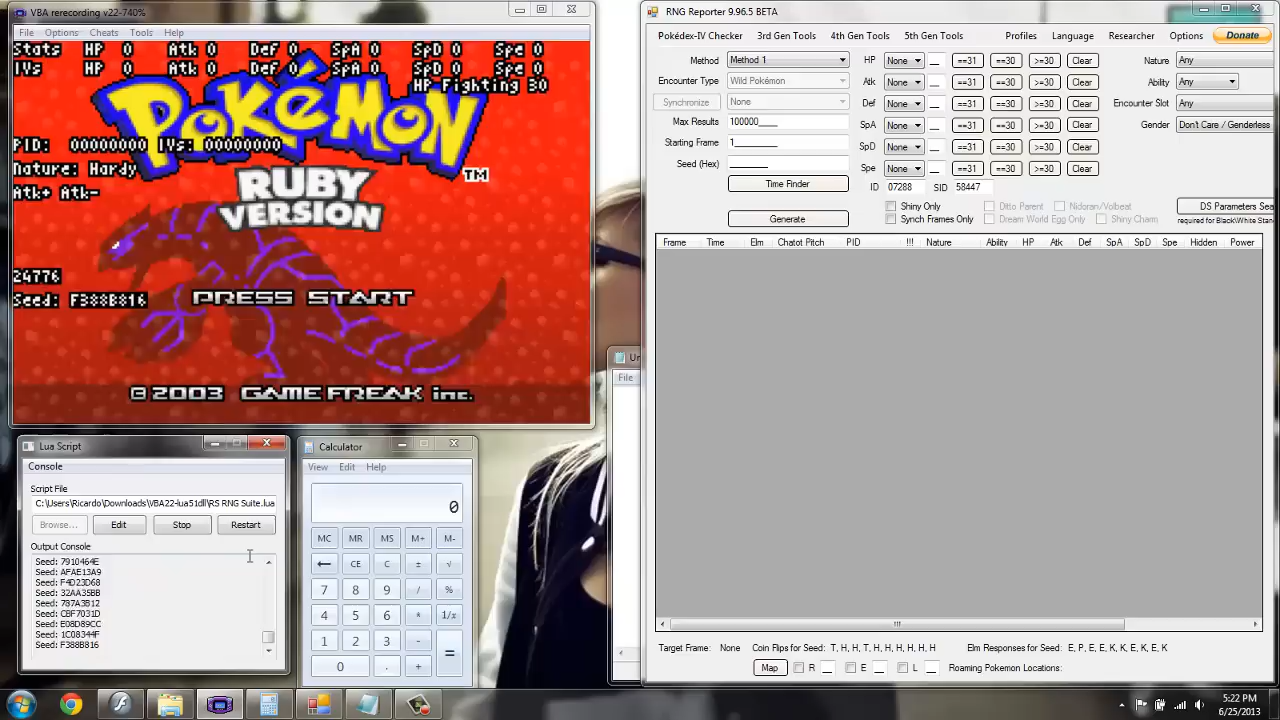 VBA rerecording v22-740%
File Options Cheats Tools Help
Stats HP 0 Atk 0 Def 0 SpA 0 SpD 0 Spe 0
IVs HP 0 Atk 0 Def 0 SpA 0 SpD 0 Spe 0
HP Fighting 30
POKéMON
PID: 00000000 IVs: 00000000
Nature: Hardy
TM
Atk+ Atk-
RUBY
VERSION
24776
Seed: F388B816
PRESS START
©2003 GAME FREAK inc.
Lua Script
Console
Script File
C:\Users\Ricardo\Downloads\VBA22-lua51dll\RS RNG Suite.lua
Browse... Edit Stop Restart
Output Console
Seed: 7910464E
Seed: AFAE13A9
Seed: F4D23D68
Seed: 32AA35BB
Seed: 787A3B12
Seed: CBF7031D
Seed: E08D89CC
Seed: 1C08344F
Seed: F388B816
Calculator
View Edit Help
0
MC MR MS M+ M-
← CE C ± √
7 8 9 / %
4 5 6 * 1/x
1 2 3 - =
0 . +
Un
File
RNG Reporter 9.96.5 BETA
Pokédex-IV Checker 3rd Gen Tools 4th Gen Tools 5th Gen Tools Profiles Language Researcher Options Donate
Method Method 1 HP None __ ==31 ==30 >=30 Clear Nature Any
Encounter Type Wild Pokémon Atk None __ ==31 ==30 >=30 Clear Ability Any
Synchronize None Def None __ ==31 ==30 >=30 Clear Encounter Slot Any
Max Results 100000____ SpA None __ ==31 ==30 >=30 Clear Gender Don't Care / Genderless
Starting Frame 1_________ SpD None __ ==31 ==30 >=30 Clear
Seed (Hex) ________ Spe None __ ==31 ==30 >=30 Clear
Time Finder ID 07288 SID 58447
Shiny Only Ditto Parent Nidoran/Volbeat DS Parameters Sea
Generate Synch Frames Only Dream World Egg Only Shiny Charm required for Black\White Stan
Frame Time Elm Chatot Pitch PID !!! Nature Ability HP Atk Def SpA SpD Spe Hidden Power
Target Frame: None Coin Flips for Seed: T, H, H, T, H, H, H, H, H, H Elm Responses for Seed: E, P, E, E, K, K, E, K, E, K
Map R __ E __ L __ Roaming Pokemon Locations:
5:22 PM
6/25/2013